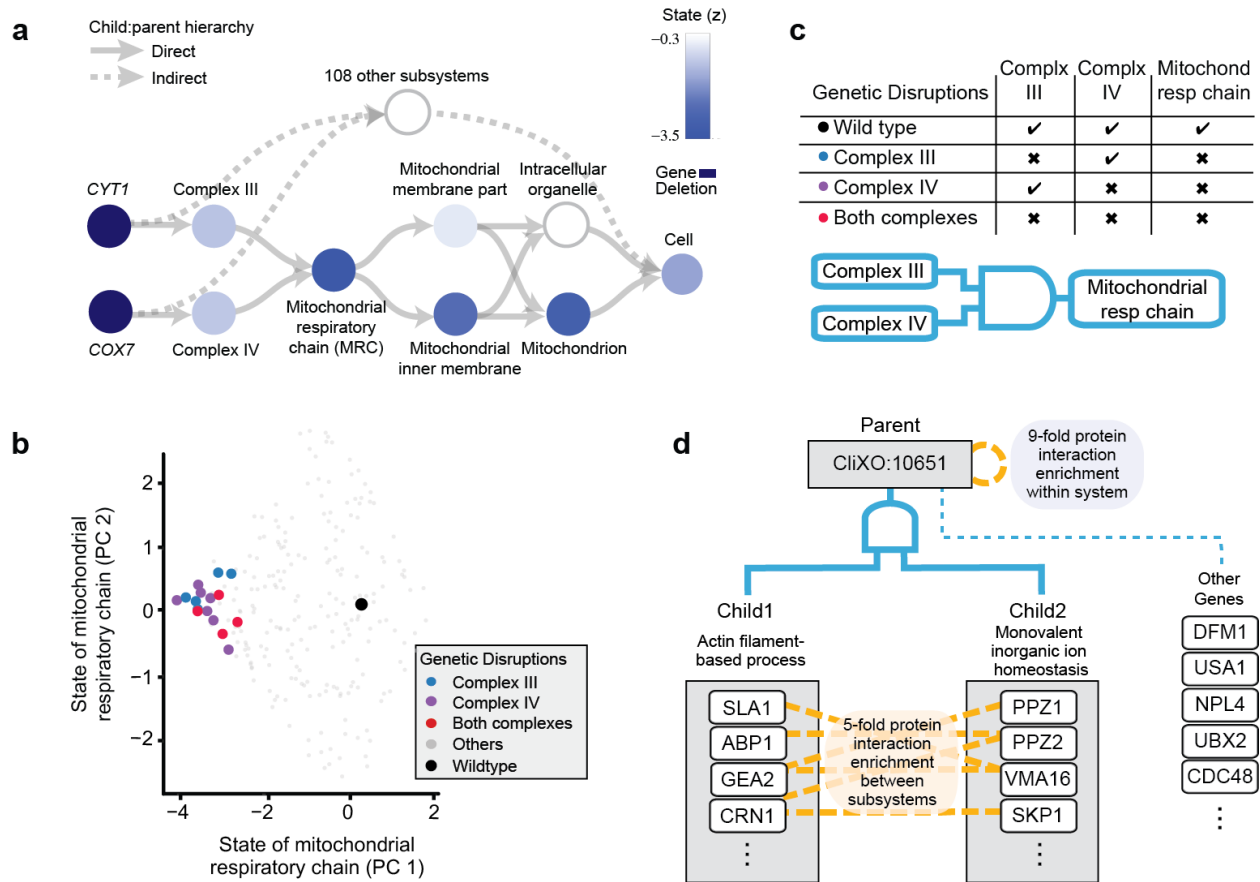 a
Child:parent hierarchy
Direct
Indirect
108 other subsystems
State (z)
−0.3
−3.5
Gene
Deletion
CYT1
Complex III
Mitochondrial
membrane part
Intracellular
organelle
Cell
COX7
Complex IV
Mitochondrial
respiratory
chain (MRC)
Mitochondrial
inner membrane
Mitochondrion
b
State of mitochondrial
respiratory chain (PC 2)
2
1
0
−1
−2
−4
−2
0
2
State of mitochondrial
respiratory chain (PC 1)
Genetic Disruptions
Complex III
Complex IV
Both complexes
Others
Wildtype
c
Genetic Disruptions
Complx
III
Complx
IV
Mitochond
resp chain
Wild type ✓ ✓ ✓
Complex III ✖ ✓ ✖
Complex IV ✓ ✖ ✖
Both complexes ✖ ✖ ✖
Complex III
Complex IV
Mitochondrial
resp chain
d
Parent
CliXO:10651
9-fold protein
interaction
enrichment
within system
Child1
Actin filament-
based process
SLA1
ABP1
GEA2
CRN1
⋮
5-fold protein
interaction
enrichment
between
subsystems
Child2
Monovalent
inorganic ion
homeostasis
PPZ1
PPZ2
VMA16
SKP1
⋮
Other
Genes
DFM1
USA1
NPL4
UBX2
CDC48
⋮